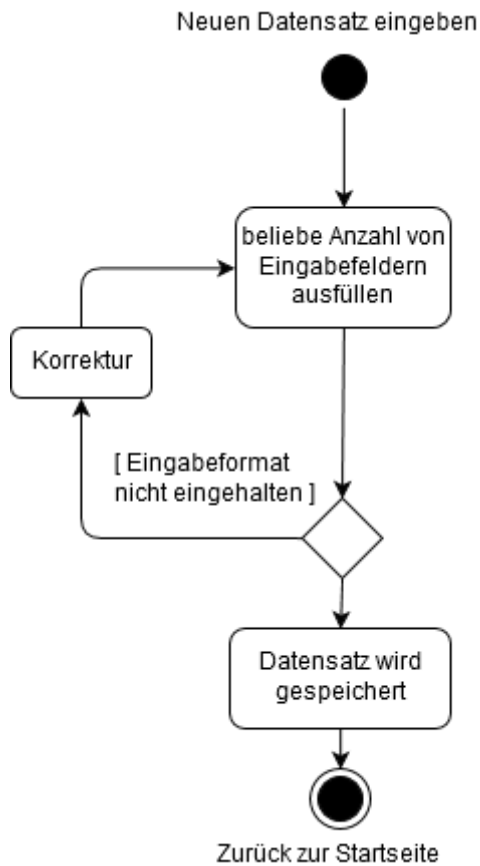 Neuen Datensatz eingeben
beliebe Anzahl von
Eingabefeldern
ausfüllen
Korrektur
[ Eingabeformat
nicht eingehalten ]
Datensatz wird
gespeichert
Zurück zur Startseite